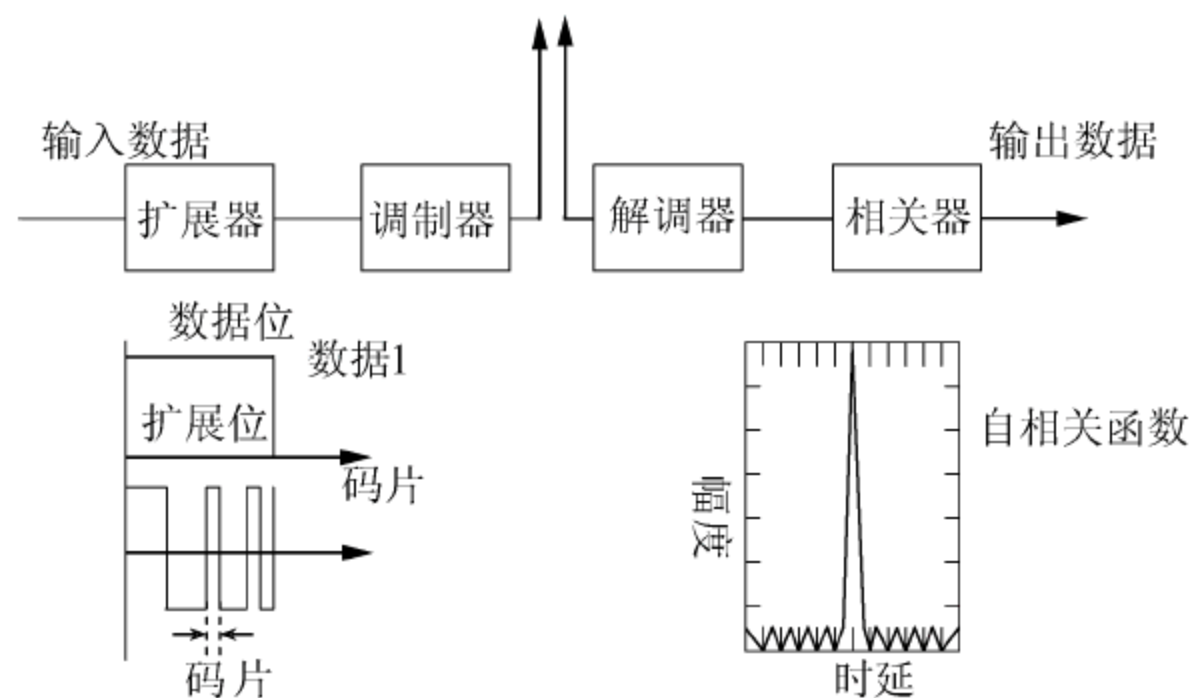 输入数据
输出数据
扩展器
调制器
解调器
相关器
数据位
数据1
扩展位
码片
码片
自相关函数
幅度
时延